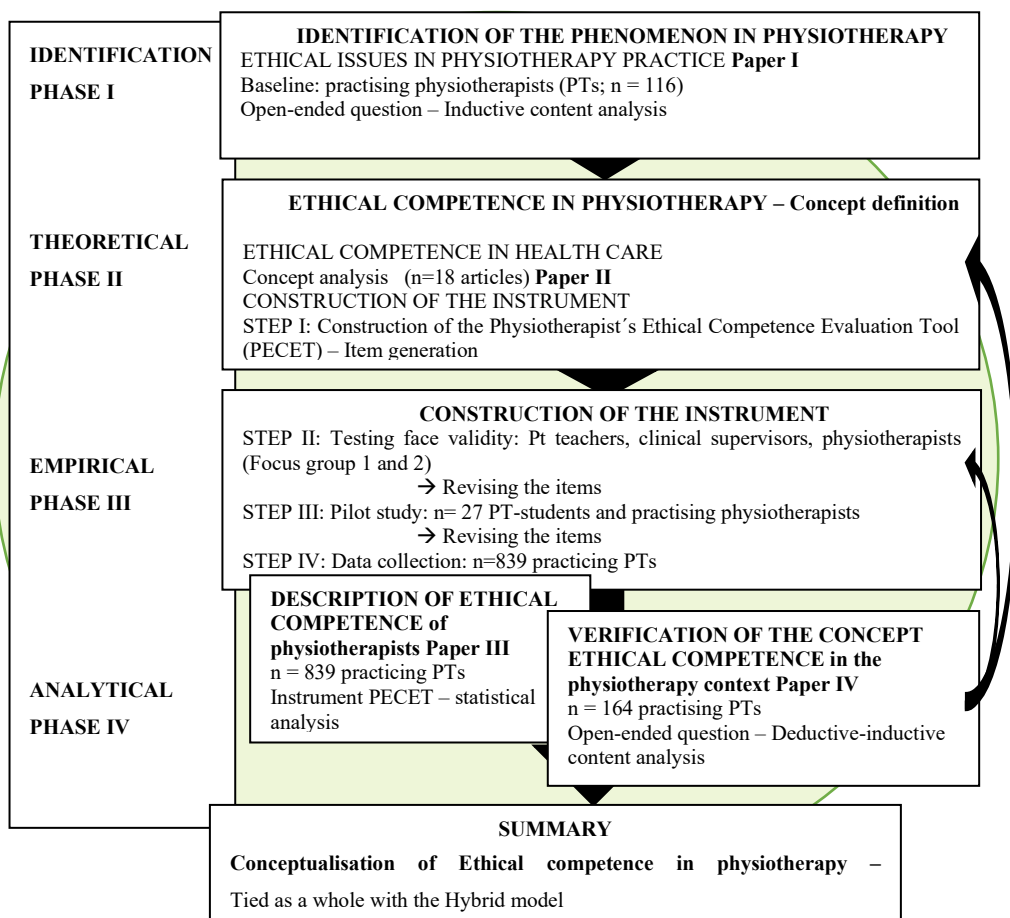 IDENTIFICATION
PHASE I
IDENTIFICATION OF THE PHENOMENON IN PHYSIOTHERAPY
ETHICAL ISSUES IN PHYSIOTHERAPY PRACTICE Paper I
Baseline: practising physiotherapists (PTs; n = 116)
Open-ended question – Inductive content analysis
THEORETICAL
PHASE II
ETHICAL COMPETENCE IN PHYSIOTHERAPY – Concept definition
ETHICAL COMPETENCE IN HEALTH CARE
Concept analysis (n=18 articles) Paper II
CONSTRUCTION OF THE INSTRUMENT
STEP I: Construction of the Physiotherapist´s Ethical Competence Evaluation Tool
(PECET) – Item generation
EMPIRICAL
PHASE III
CONSTRUCTION OF THE INSTRUMENT
STEP II: Testing face validity: Pt teachers, clinical supervisors, physiotherapists
(Focus group 1 and 2)
→ Revising the items
STEP III: Pilot study: n= 27 PT-students and practising physiotherapists
→ Revising the items
STEP IV: Data collection: n=839 practicing PTs
ANALYTICAL
PHASE IV
DESCRIPTION OF ETHICAL
COMPETENCE of
physiotherapists Paper III
n = 839 practicing PTs
Instrument PECET – statistical
analysis
VERIFICATION OF THE CONCEPT
ETHICAL COMPETENCE in the
physiotherapy context Paper IV
n = 164 practising PTs
Open-ended question – Deductive-inductive
content analysis
SUMMARY
Conceptualisation of Ethical competence in physiotherapy –
Tied as a whole with the Hybrid model